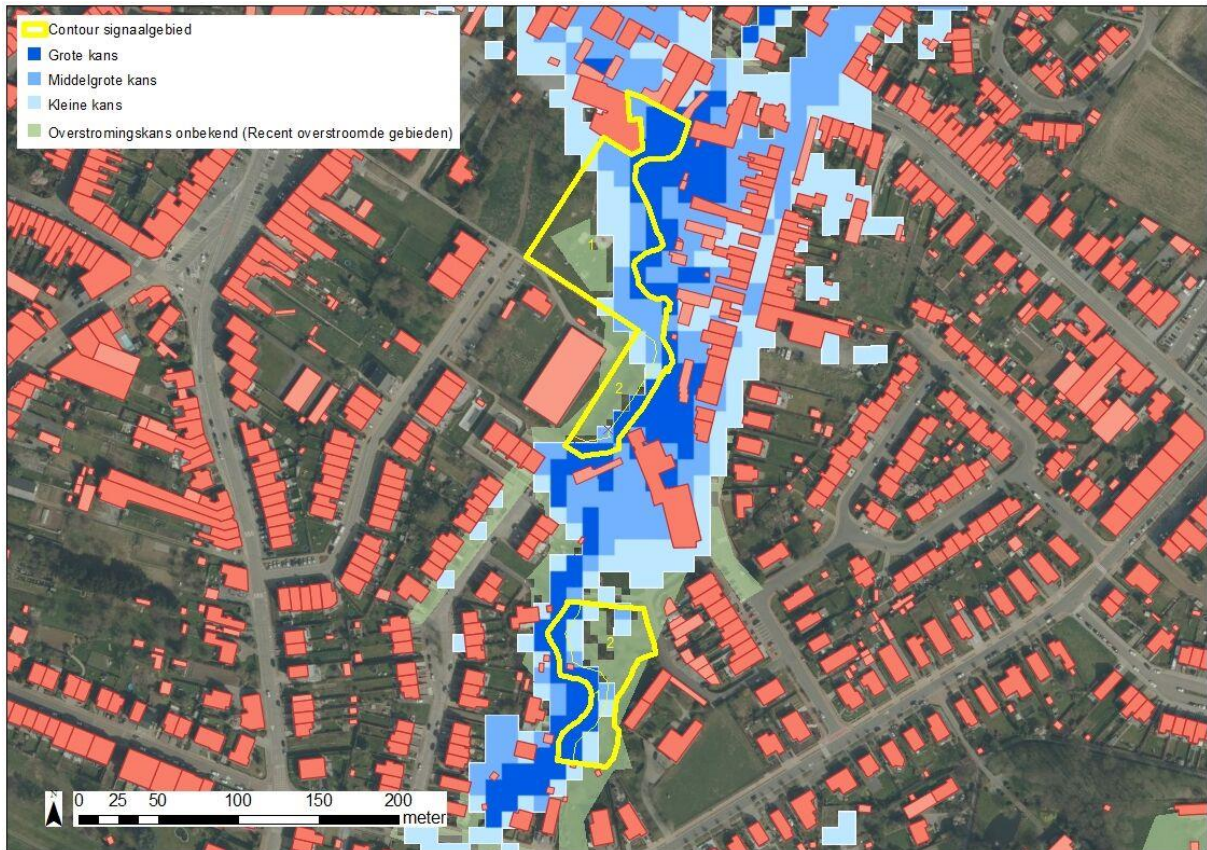 Contour signaalgebied
Grote kans
Middelgrote kans
Kleine kans
Overstromingskans onbekend (Recent overstroomde gebieden)
1
2
2
N
0 25 50 100 150 200
meter